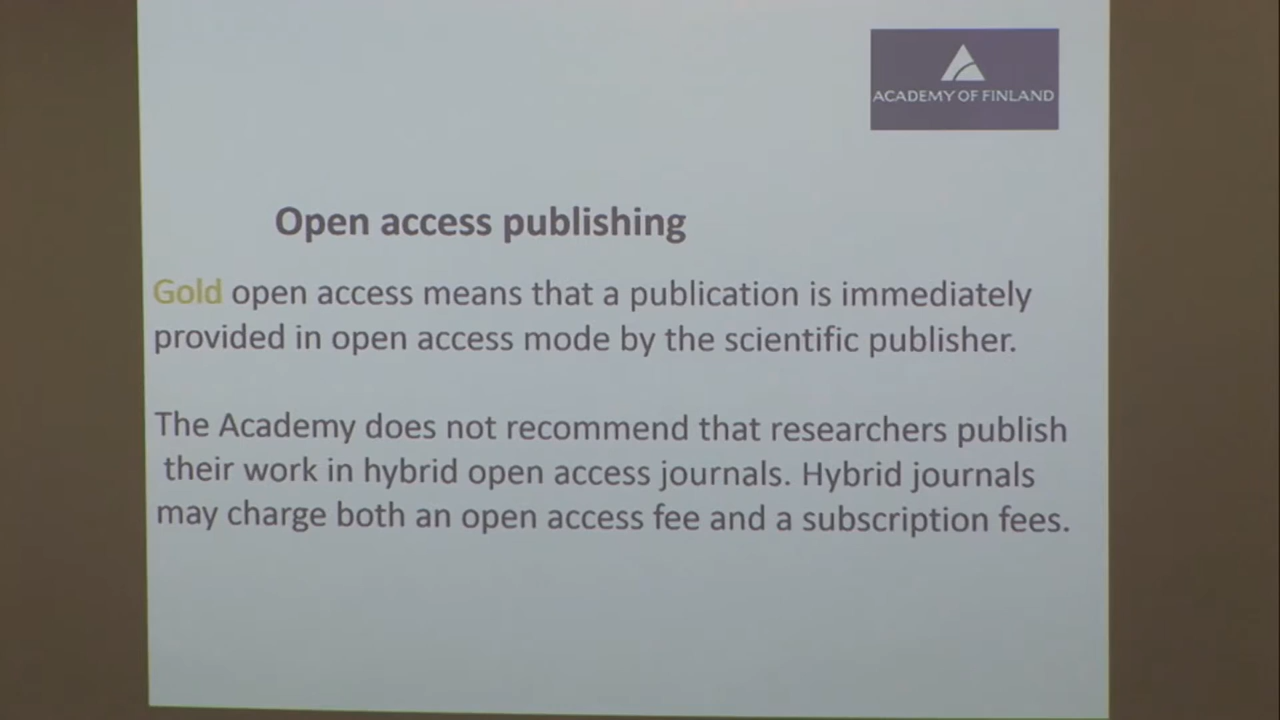 ACADEMY OF FINLAND
Open access publishing
Gold open access means that a publication is immediately
provided in open access mode by the scientific publisher.
The Academy does not recommend that researchers publish
their work in hybrid open access journals. Hybrid journals
may charge both an open access fee and a subscription fees.